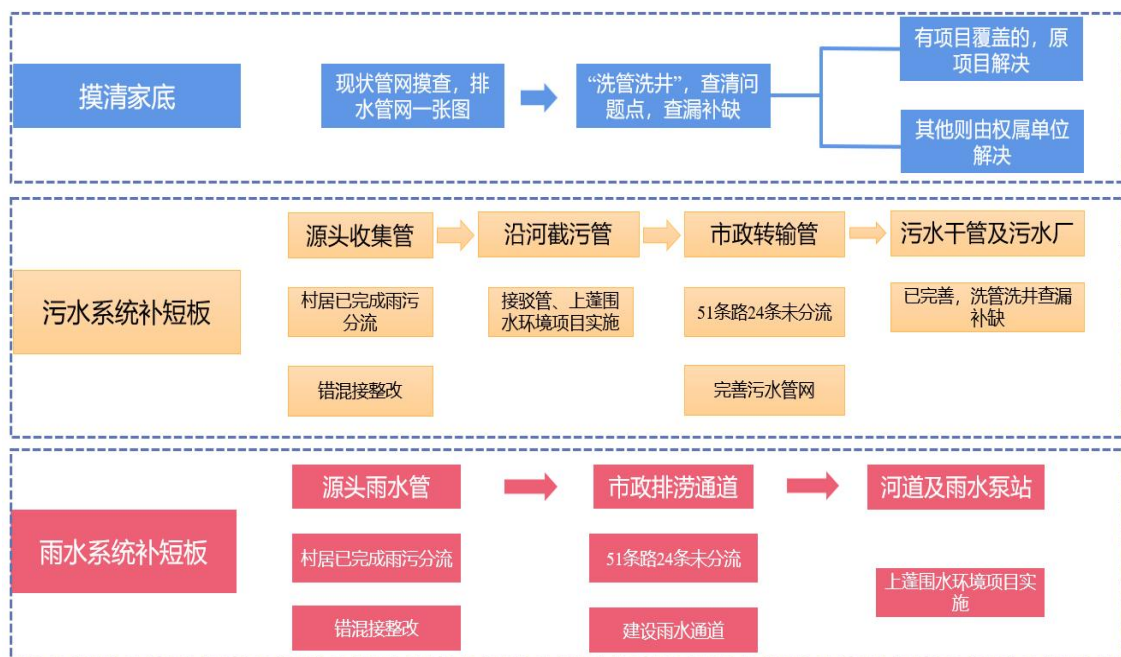 摸清家底
现状管网摸查，排
水管网一张图
“洗管洗井”，查清问
题点，查漏补缺
有项目覆盖的，原
项目解决
其他则由权属单位
解决
污水系统补短板
源头收集管
沿河截污管
市政转输管
污水干管及污水厂
村居已完成雨污
分流
接驳管、上蓬围
水环境项目实施
51条路24条未分流
已完善，洗管洗井查漏
补缺
错混接整改
完善污水管网
雨水系统补短板
源头雨水管
市政排涝通道
河道及雨水泵站
村居已完成雨污分流
51条路24条未分流
上蓬围水环境项目实
施
错混接整改
建设雨水通道